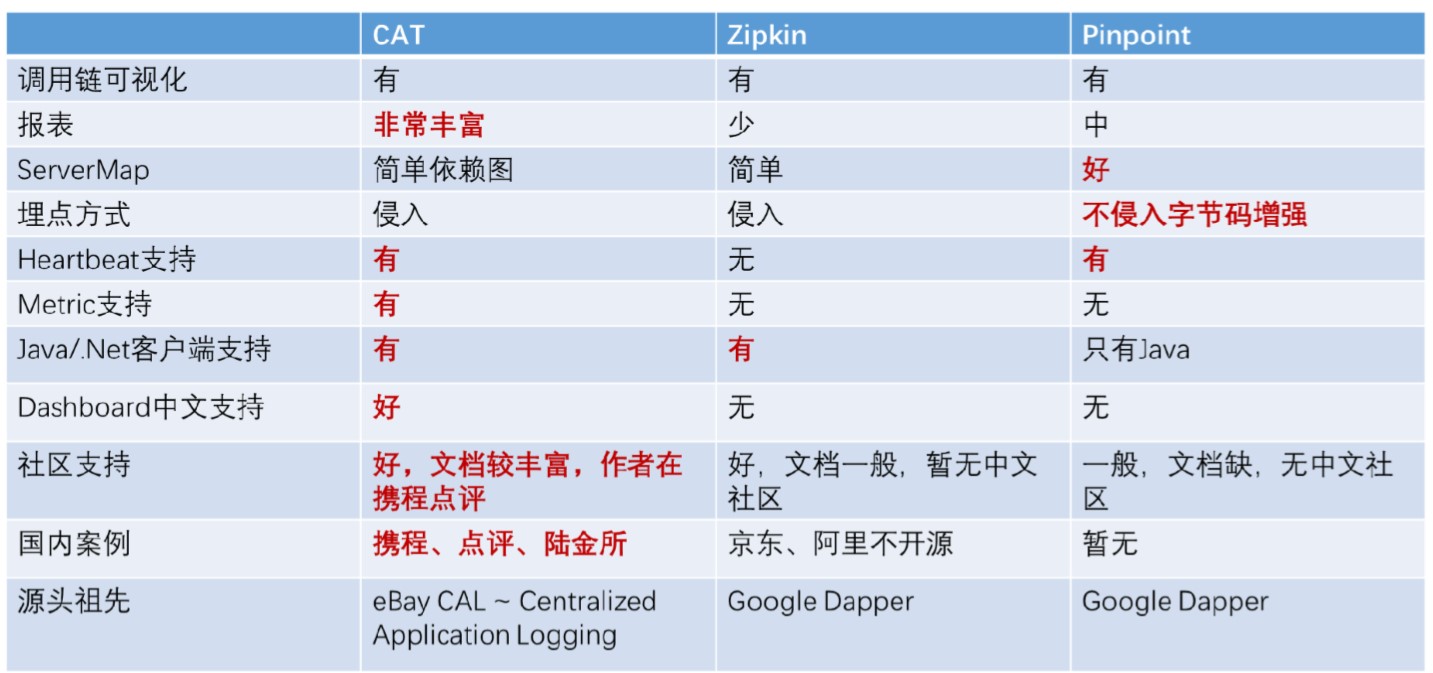 CAT Zipkin Pinpoint
调用链可视化 有 有 有
报表 非常丰富 少 中
ServerMap 简单依赖图 简单 好
埋点方式 侵入 侵入 不侵入字节码增强
Heartbeat支持 有 无 有
Metric支持 有 无 无
Java/.Net客户端支持 有 有 只有Java
Dashboard中文支持 好 无 无
社区支持 好，文档较丰富，作者在 好，文档一般，暂无中文 一般，文档缺，无中文社
携程点评 社区 区
国内案例 携程、点评、陆金所 京东、阿里不开源 暂无
源头祖先 eBay CAL ~ Centralized Google Dapper Google Dapper
Application Logging